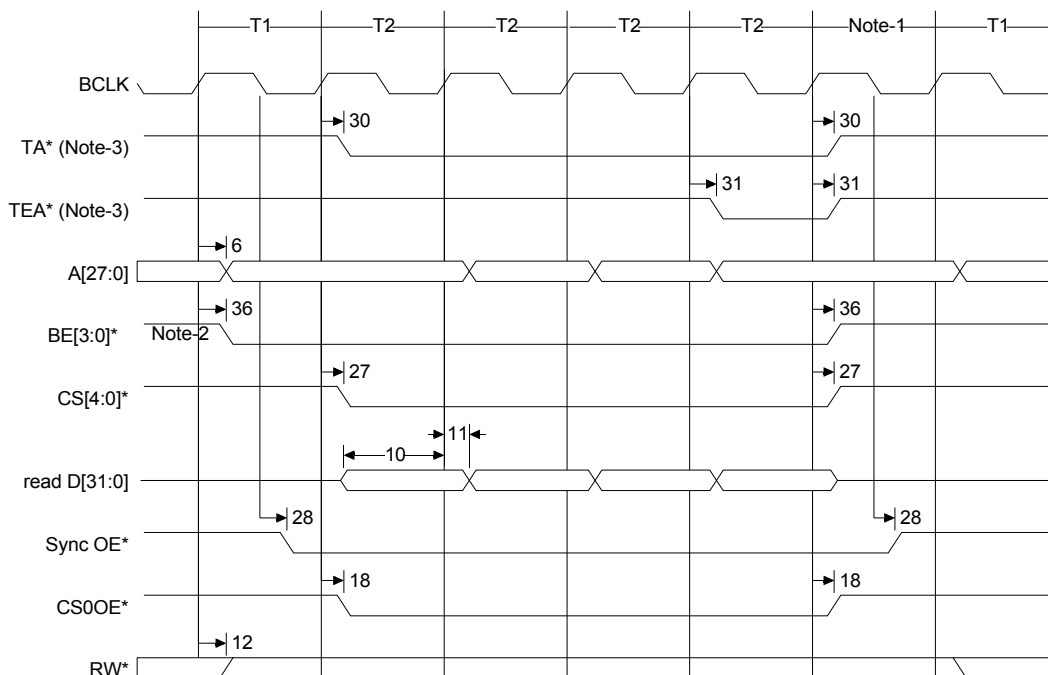 T1 T2 T2 T2 T2 Note-1 T1
BCLK
30 30
TA* (Note-3)
31 31
TEA* (Note-3)
6
A[27:0]
36 36
BE[3:0]* Note-2
27 27
CS[4:0]*
10 11
read D[31:0]
28 28
Sync OE*
18 18
CS0OE*
12
RW*